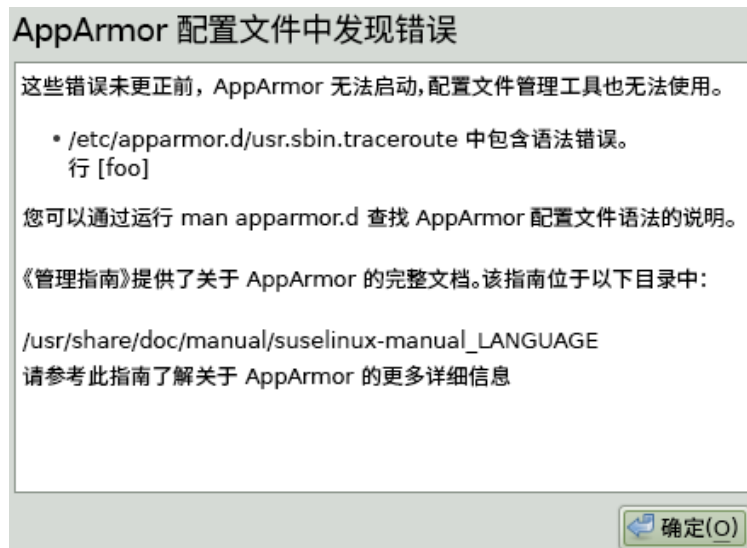 AppArmor 配置文件中发现错误
这些错误未更正前，AppArmor 无法启动，配置文件管理工具也无法使用。
• /etc/apparmor.d/usr.sbin.traceroute 中包含语法错误。
行 [foo]
您可以通过运行 man apparmor.d 查找 AppArmor 配置文件语法的说明。
《管理指南》提供了关于 AppArmor 的完整文档。该指南位于以下目录中：
/usr/share/doc/manual/suselinux-manual_LANGUAGE
请参考此指南了解关于 AppArmor 的更多详细信息
确定(O)